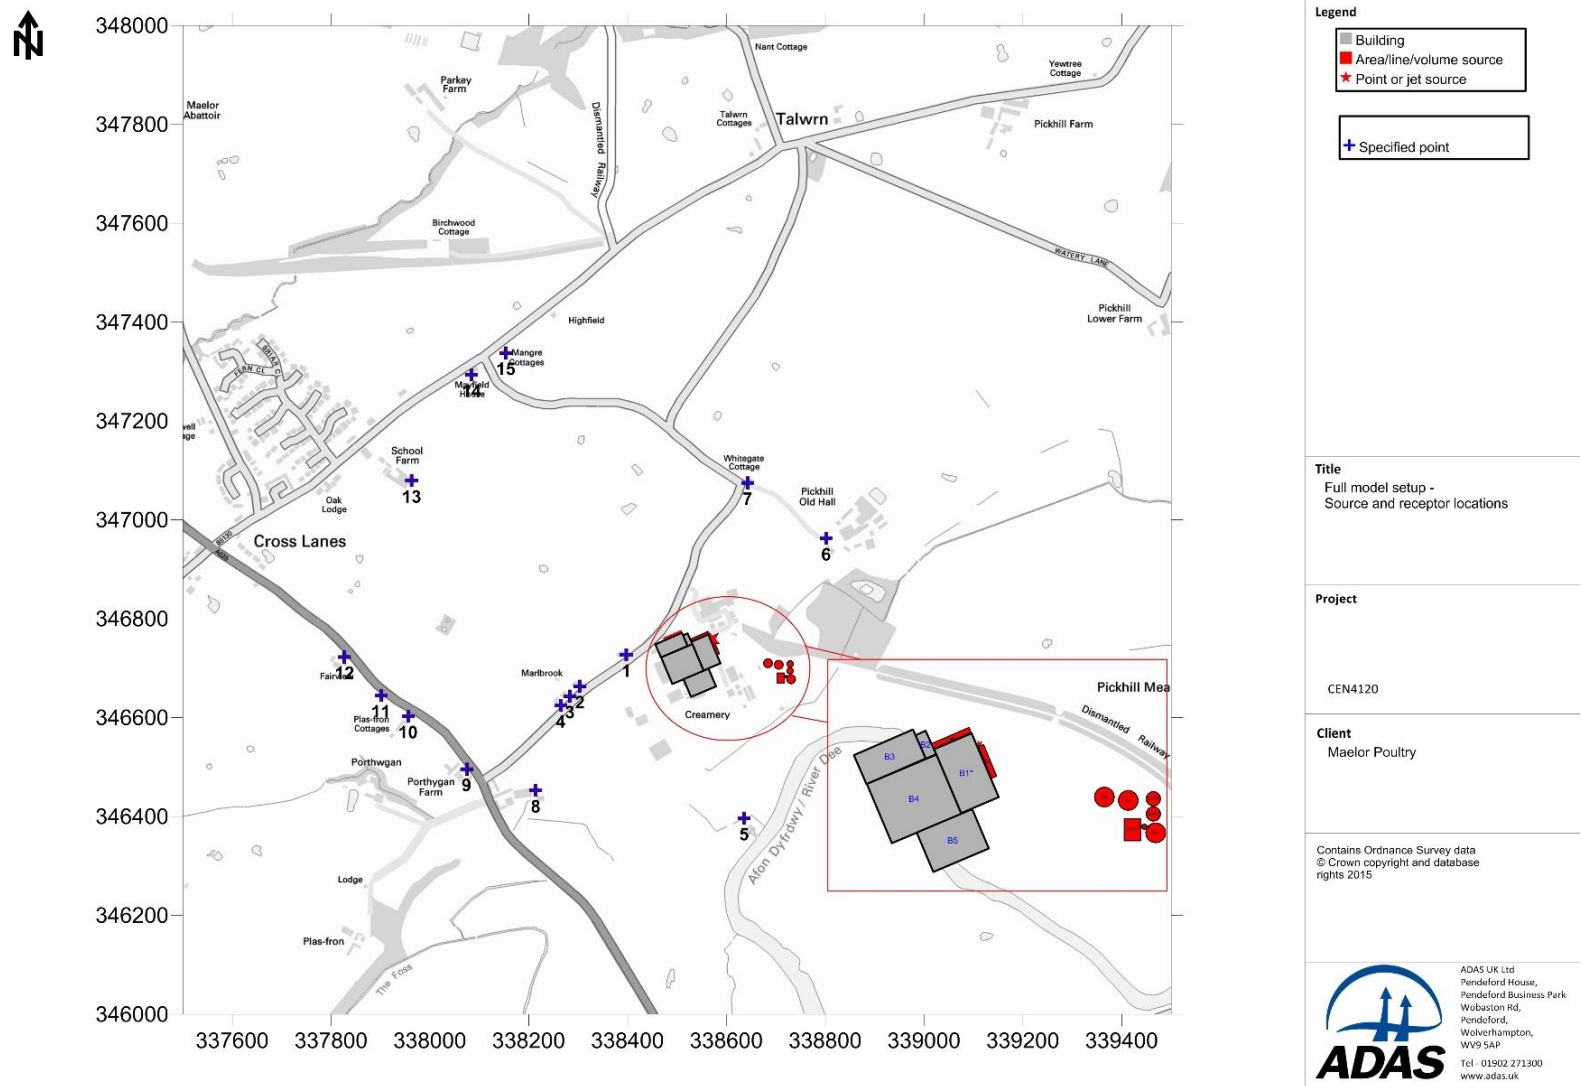 N
348000
347800
347600
347400
347200
347000
346800
346600
346400
346200
346000
337600
337800
338000
338200
338400
338600
338800
339000
339200
339400
Nant Cottage
Parkey
Farm
Yewtree
Cottage
Maelor
Abattoir
Dismantled Railway
Talwrn
Cottages
Talwrn
Pickhill Farm
Birchwood
Cottage
WATERY LANE
Pickhill
Lower Farm
Highfield
Mangre
Cottages
15
Mayfield
14
FERN CL
School
Farm
13
Oak
Lodge
Whitegate
Cottage
7
Pickhill
Old Hall
6
Cross Lanes
B5130
A525
12
11
Plas-fron
Cottages
10
Marlbrook
1
2
3
4
Creamery
Porthwgan
Porthygan
Farm
9
8
5
Afon Dyfrdwy / River Dee
Lodge
Plas-fron
The Foss
Pickhill Mea
Dismantled Railway
B3
B2
B1*
B4
B5
Legend
Building
Area/line/volume source
Point or jet source
Specified point
Title
Full model setup -
Source and receptor locations
Project
CEN4120
Client
Maelor Poultry
Contains Ordnance Survey data
© Crown copyright and database
rights 2015
ADAS
ADAS UK Ltd
Pendeford House,
Pendeford Business Park
Wobaston Rd,
Pendeford,
Wolverhampton,
WV9 5AP
Tel - 01902 271300
www.adas.uk